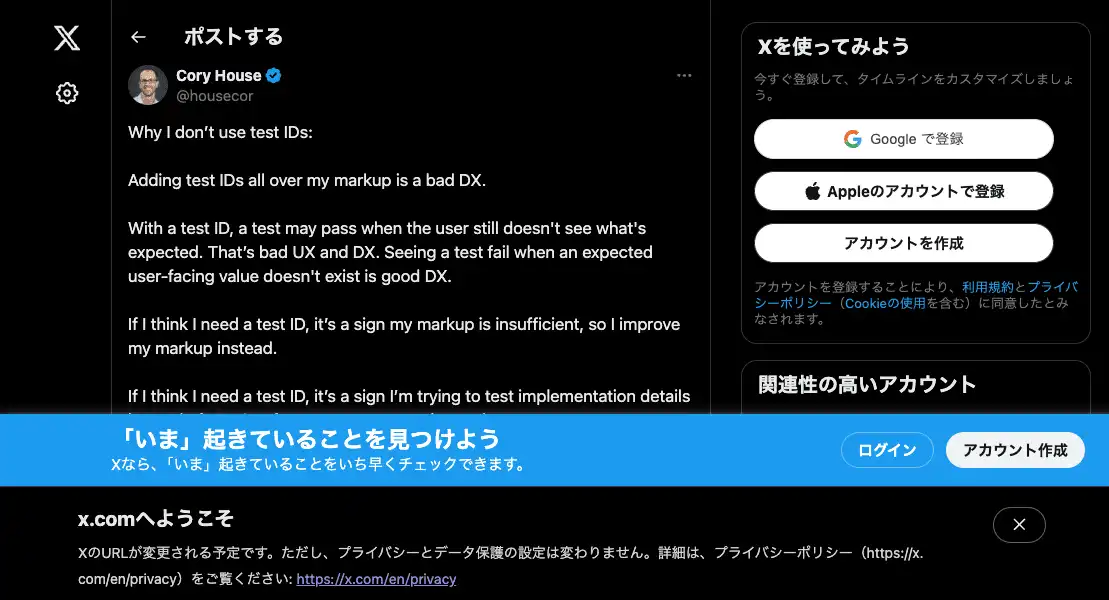 ポストする
Cory House
@housecor
Why I don’t use test IDs:
Adding test IDs all over my markup is a bad DX.
With a test ID, a test may pass when the user still doesn't see what's
expected. That’s bad UX and DX. Seeing a test fail when an expected
user-facing value doesn't exist is good DX.
If I think I need a test ID, it’s a sign my markup is insufficient, so I improve
my markup instead.
If I think I need a test ID, it’s a sign I’m trying to test implementation details
Xを使ってみよう
今すぐ登録して、タイムラインをカスタマイズしましょ
う。
Google で登録
Appleのアカウントで登録
アカウントを作成
アカウントを登録することにより、利用規約とプライバ
シーポリシー（Cookieの使用を含む）に同意したとみ
なされます。
関連性の高いアカウント
「いま」起きていることを見つけよう
Xなら、「いま」起きていることをいち早くチェックできます。
ログイン
アカウント作成
x.comへようこそ
XのURLが変更される予定です。ただし、プライバシーとデータ保護の設定は変わりません。詳細は、プライバシーポリシー（https://x.
com/en/privacy）をご覧ください: https://x.com/en/privacy